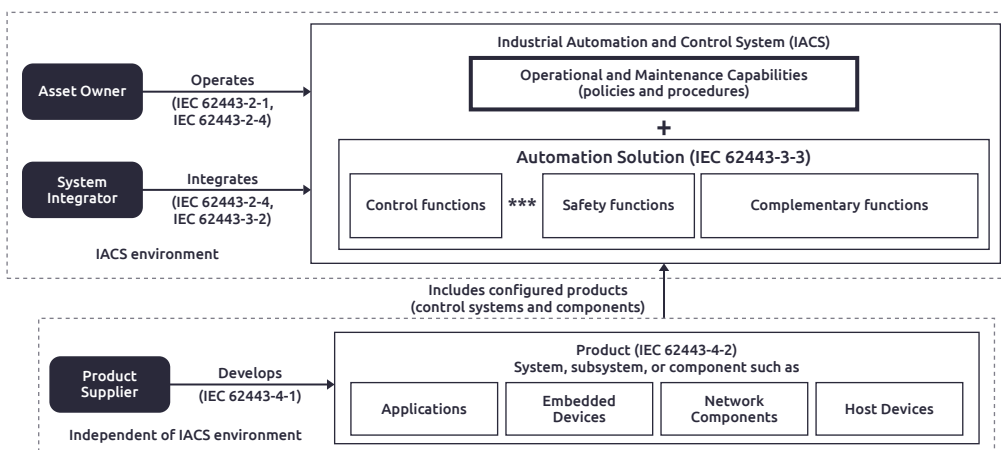 Industrial Automation and Control System (IACS)
Operational and Maintenance Capabilities
(policies and procedures)
+
Asset Owner
Operates
(IEC 62443-2-1,
IEC 62443-2-4)
Automation Solution (IEC 62443-3-3)
System
Integrator
Integrates
(IEC 62443-2-4,
IEC 62443-3-2)
Control functions
***
Safety functions
Complementary functions
IACS environment
Includes configured products
(control systems and components)
Product
Supplier
Develops
(IEC 62443-4-1)
Product (IEC 62443-4-2)
System, subsystem, or component such as
Applications
Embedded
Devices
Network
Components
Host Devices
Independent of IACS environment